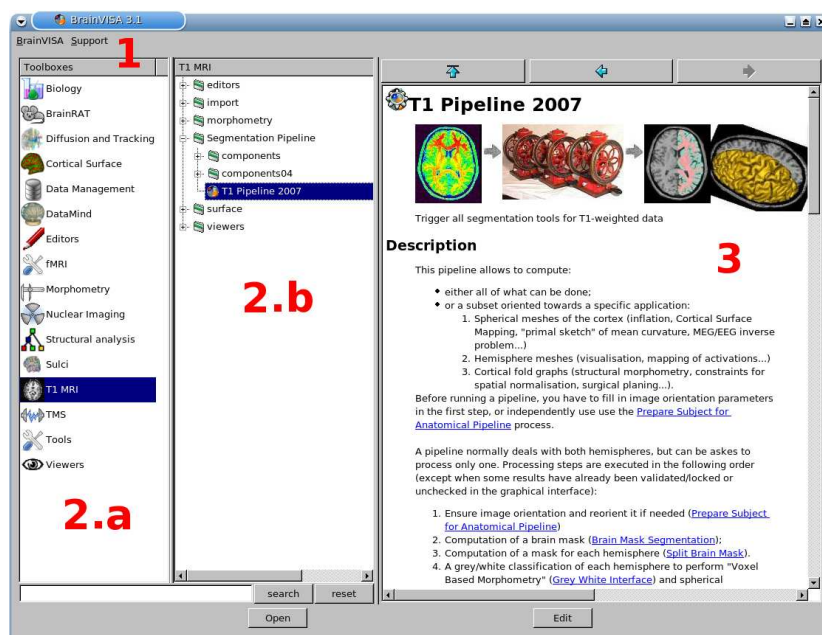 BrainVISA 3.1
BrainVISA Support
1
Toolboxes
Biology
BrainRAT
Diffusion and Tracking
Cortical Surface
Data Management
DataMind
Editors
fMRI
Morphometry
Nuclear Imaging
Structural analysis
Sulci
T1 MRI
TMS
Tools
Viewers
2.a
T1 MRI
editors
import
morphometry
Segmentation Pipeline
components
components04
T1 Pipeline 2007
surface
viewers
2.b
search reset
Open
T1 Pipeline 2007
Trigger all segmentation tools for T1-weighted data
Description
3
This pipeline allows to compute:
either all of what can be done;
or a subset oriented towards a specific application:
1. Spherical meshes of the cortex (inflation, Cortical Surface
Mapping, "primal sketch" of mean curvature, MEG/EEG inverse
problem...)
2. Hemisphere meshes (visualisation, mapping of activations...)
3. Cortical fold graphs (structural morphometry, constraints for
spatial normalisation, surgical planing...).
Before running a pipeline, you have to fill in image orientation parameters
in the first step, or independently use use the Prepare Subject for
Anatomical Pipeline process.
A pipeline normally deals with both hemispheres, but can be askes to
process only one. Processing steps are executed in the following order
(except when some results have already been validated/locked or
unchecked in the graphical interface):
1. Ensure image orientation and reorient it if needed (Prepare Subject
for Anatomical Pipeline)
2. Computation of a brain mask (Brain Mask Segmentation);
3. Computation of a mask for each hemisphere (Split Brain Mask).
4. A grey/white classification of each hemisphere to perform "Voxel
Based Morphometry" (Grey White Interface) and spherical
Edit